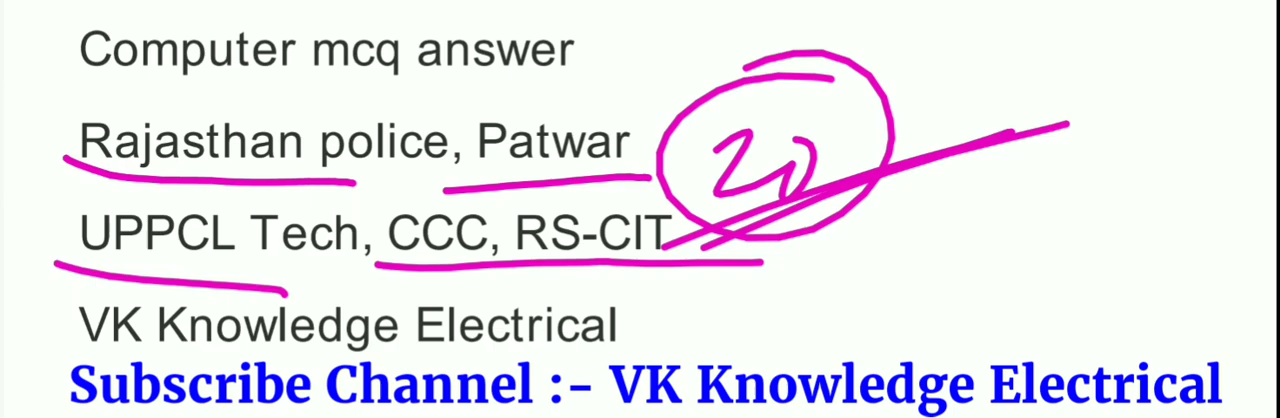 Computer mcq answer
Rajasthan police, Patwar
20
UPPCL Tech, CCC, RS-CIT
VK Knowledge Electrical
Subscribe Channel :- VK Knowledge Electrical